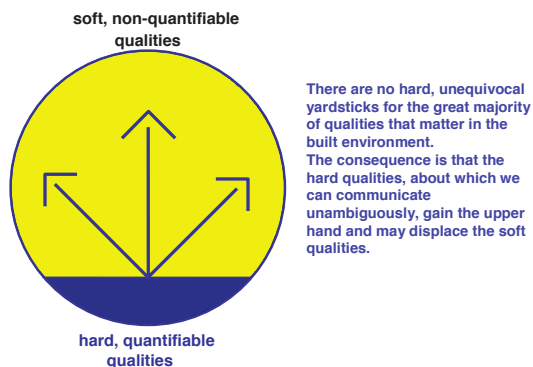 soft, non-quantifiable
qualities
There are no hard, unequivocal
yardsticks for the great majority
of qualities that matter in the
built environment.
The consequence is that the
hard qualities, about which we
can communicate
unambiguously, gain the upper
hand and may displace the soft
qualities.
hard, quantifiable
qualities